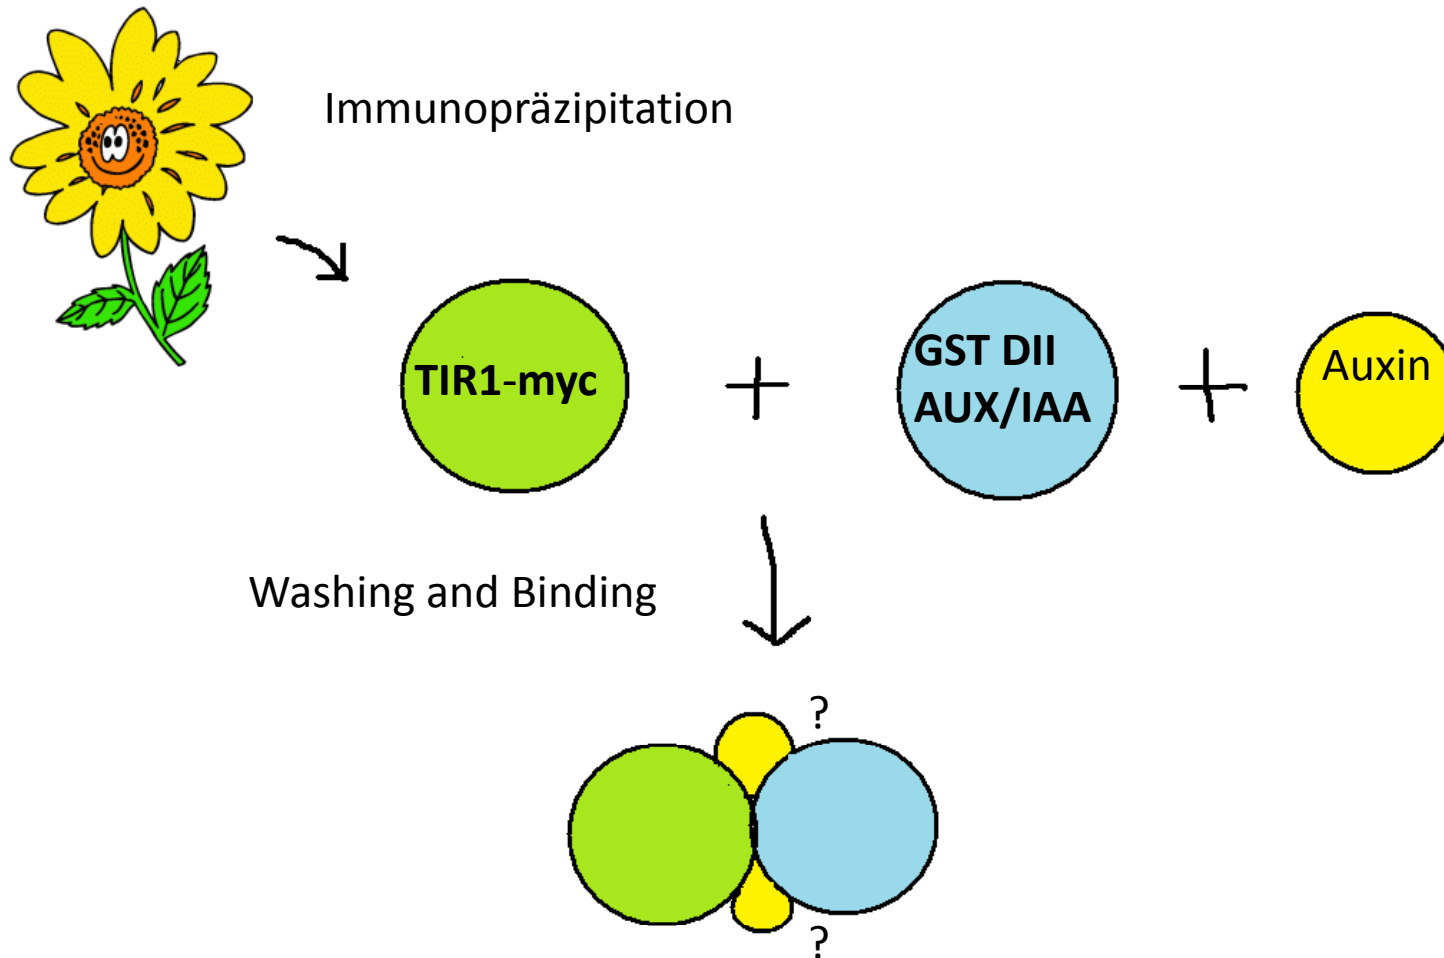 Immunopräzipitation
TIR1-myc
GST DII
AUX/IAA
Auxin
Washing and Binding
?
?